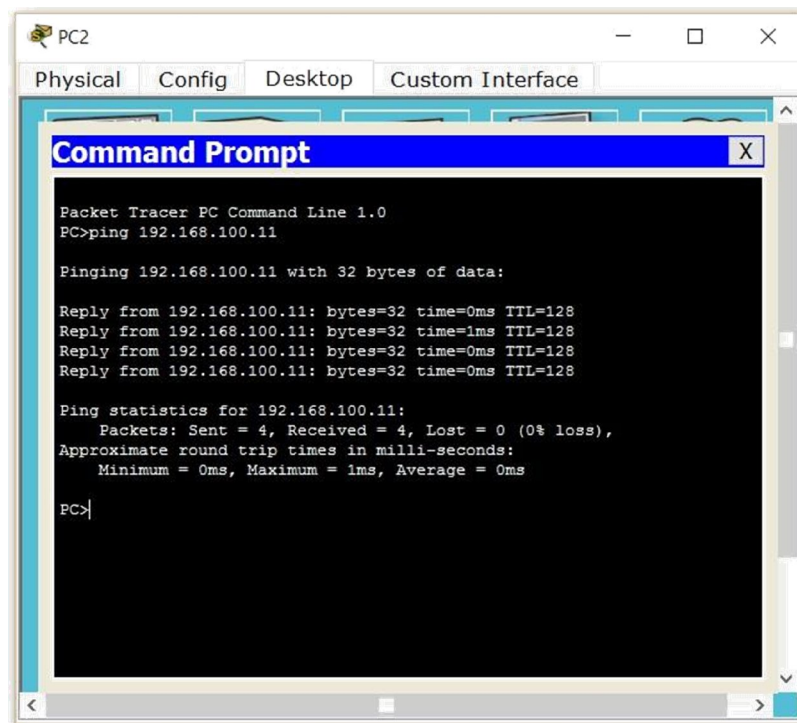 PC2
Physical Config Desktop Custom Interface
Command Prompt X
Packet Tracer PC Command Line 1.0
PC>ping 192.168.100.11
Pinging 192.168.100.11 with 32 bytes of data:
Reply from 192.168.100.11: bytes=32 time=0ms TTL=128
Reply from 192.168.100.11: bytes=32 time=1ms TTL=128
Reply from 192.168.100.11: bytes=32 time=0ms TTL=128
Reply from 192.168.100.11: bytes=32 time=0ms TTL=128
Ping statistics for 192.168.100.11:
Packets: Sent = 4, Received = 4, Lost = 0 (0% loss),
Approximate round trip times in milli-seconds:
Minimum = 0ms, Maximum = 1ms, Average = 0ms
PC>